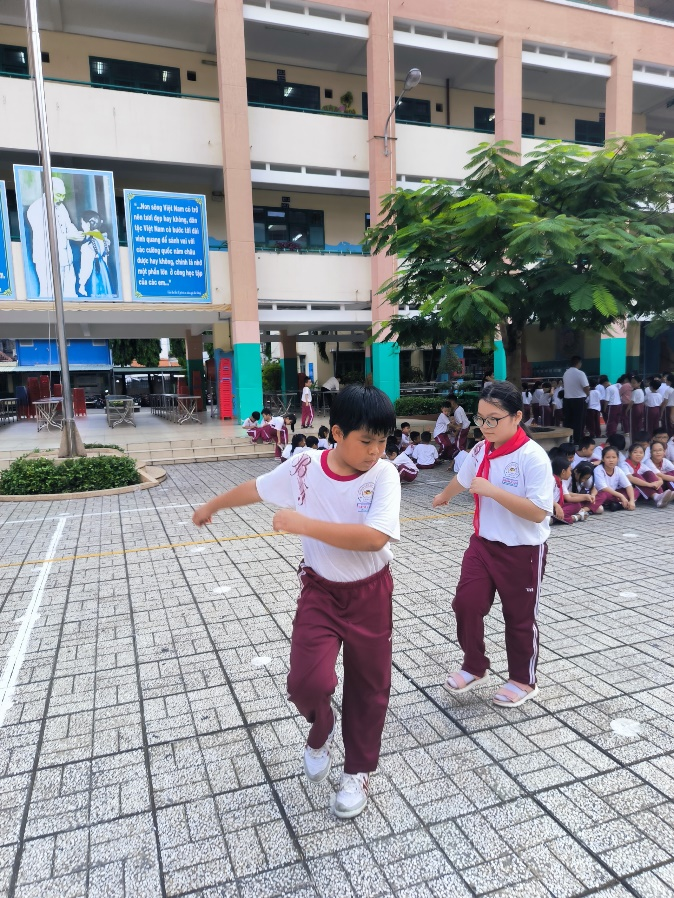 "...Non sông Việt Nam có trở
nên tươi đẹp hay không, dân
tộc Việt Nam có bước tới đài
vinh quang để sánh vai với
các cường quốc năm châu
được hay không, chính là nhờ
một phần lớn ở công học tập
của các em..."